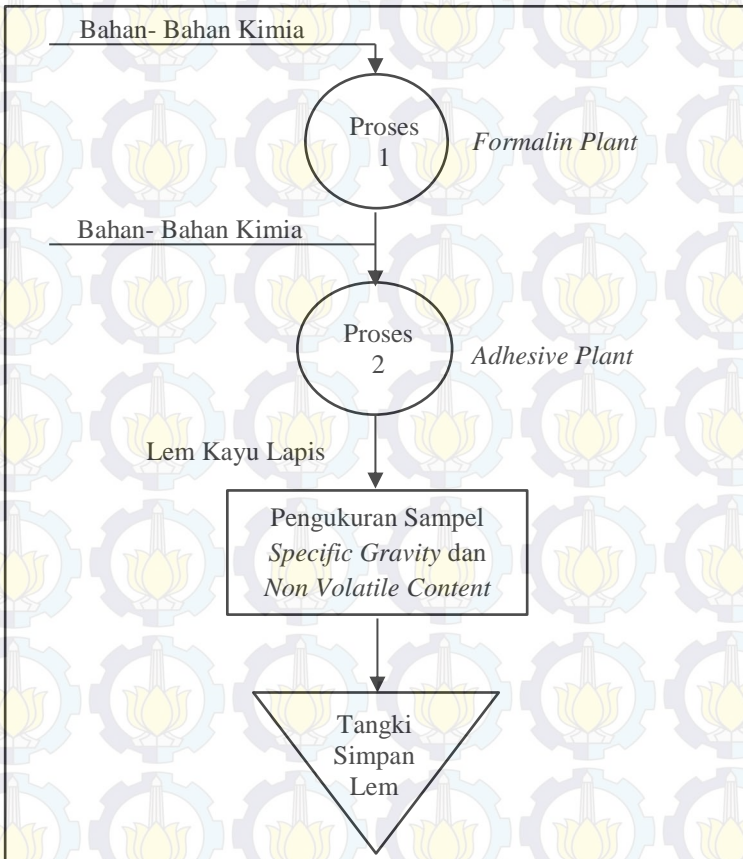 Bahan- Bahan Kimia
Proses
1
Formalin Plant
Bahan- Bahan Kimia
Proses
2
Adhesive Plant
Lem Kayu Lapis
Pengukuran Sampel
Specific Gravity dan
Non Volatile Content
Tangki
Simpan
Lem